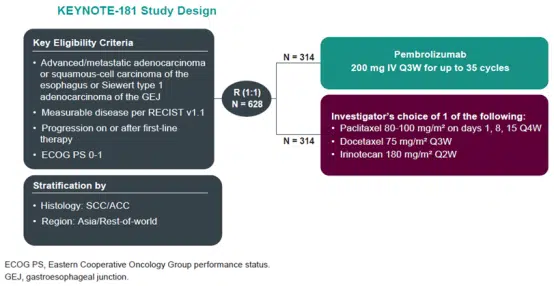 KEYNOTE-181 Study Design
Key Eligibility Criteria
• Advanced/metastatic adenocarcinoma
or squamous-cell carcinoma of the
esophagus or Siewert type 1
adenocarcinoma of the GEJ
• Measurable disease per RECIST v1.1
• Progression on or after first-line
therapy
• ECOG PS 0-1
Stratification by
• Histology: SCC/ACC
• Region: Asia/Rest-of-world
R (1:1)
N = 628
N = 314
Pembrolizumab
200 mg IV Q3W for up to 35 cycles
N = 314
Investigator's choice of 1 of the following:
• Paclitaxel 80-100 mg/m² on days 1, 8, 15 Q4W
• Docetaxel 75 mg/m² Q3W
• Irinotecan 180 mg/m² Q2W
ECOG PS, Eastern Cooperative Oncology Group performance status.
GEJ, gastroesophageal junction.